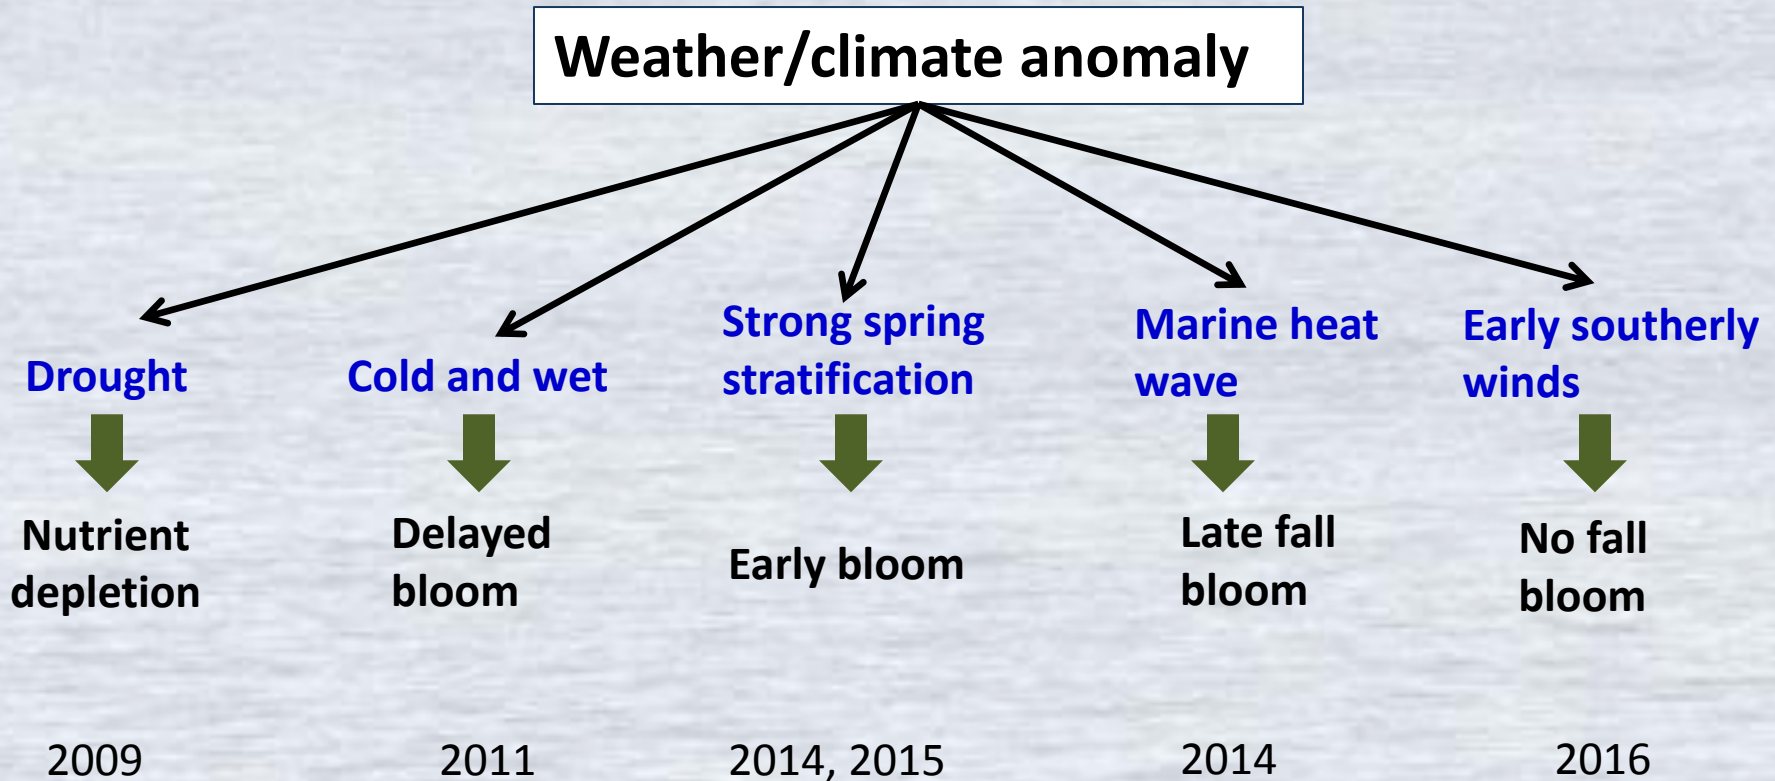 Weather/climate anomaly
Drought
Cold and wet
Strong spring
stratification
Marine heat
wave
Early southerly
winds
Nutrient
depletion
Delayed
bloom
Early bloom
Late fall
bloom
No fall
bloom
2009
2011
2014, 2015
2014
2016